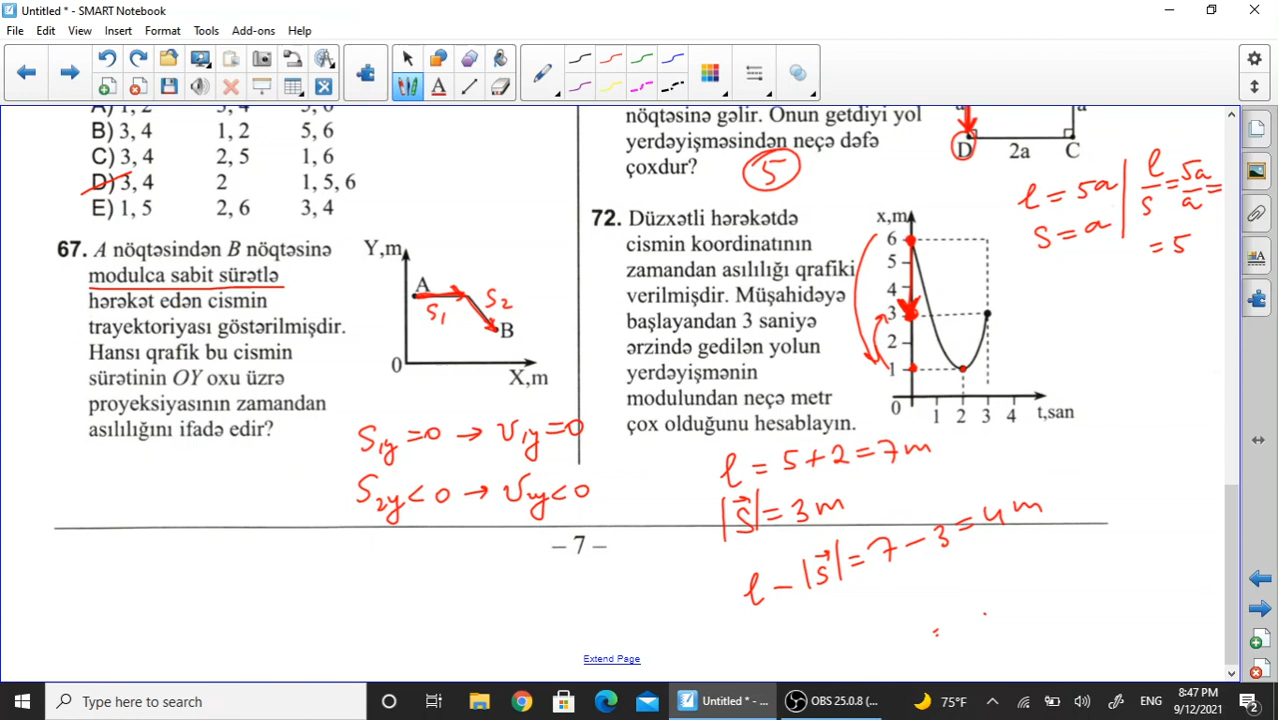 Untitled * - SMART Notebook
File Edit View Insert Format Tools Add-ons Help
B) 3, 4 1, 2 5, 6
C) 3, 4 2, 5 1, 6
D) 3, 4 2 1, 5, 6
E) 1, 5 2, 6 3, 4
67. A nöqtəsindən B nöqtəsinə
modulca sabit sürətlə
hərəkət edən cismin
trayektoriyası göstərilmişdir.
Hansı qrafik bu cismin
sürətinin OY oxu üzrə
proyeksiyasının zamandan
asılılığını ifadə edir?
Y,m
A
S₁
S₂
B
0
X,m
S₁y = 0 → υ₁y = 0
S₂y < 0 → υy < 0
nöqtəsinə gəlir. Onun getdiyi yol
yerdəyişməsindən neçə dəfə
çoxdur?
5
D 2a C
l = 5a
S = a
l/S = 5a/a =
= 5
72. Düzxətli hərəkətdə
cismin koordinatının
zamandan asılılığı qrafiki
verilmişdir. Müşahidəyə
başlayandan 3 saniyə
ərzində gedilən yolun
yerdəyişmənin
modulundan neçə metr
çox olduğunu hesablayın.
x,m
6
5
4
3
2
1
0 1 2 3 4 t,san
l = 5 + 2 = 7 m
|S⃗| = 3 m
l − |S⃗| = 7 − 3 = 4 m
– 7 –
Extend Page
Type here to search
Untitled * - ...
OBS 25.0.8 (...
75°F
ENG
8:47 PM
9/12/2021
2